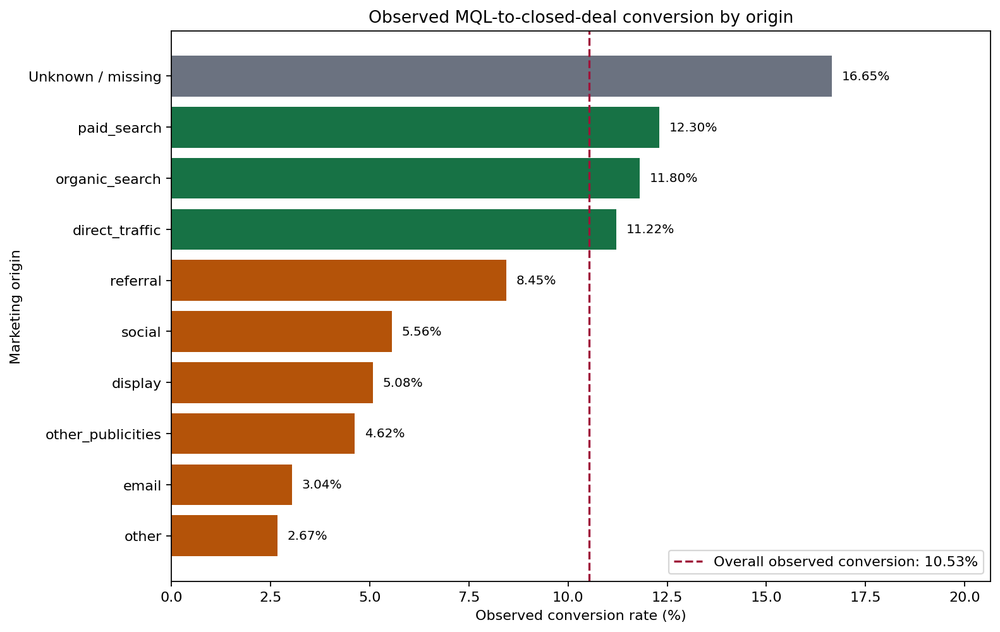 Observed MQL-to-closed-deal conversion by origin
Marketing origin
Unknown / missing 16.65%
paid_search 12.30%
organic_search 11.80%
direct_traffic 11.22%
referral 8.45%
social 5.56%
display 5.08%
other_publicities 4.62%
email 3.04%
other 2.67%
Overall observed conversion: 10.53%
0.0 2.5 5.0 7.5 10.0 12.5 15.0 17.5 20.0
Observed conversion rate (%)